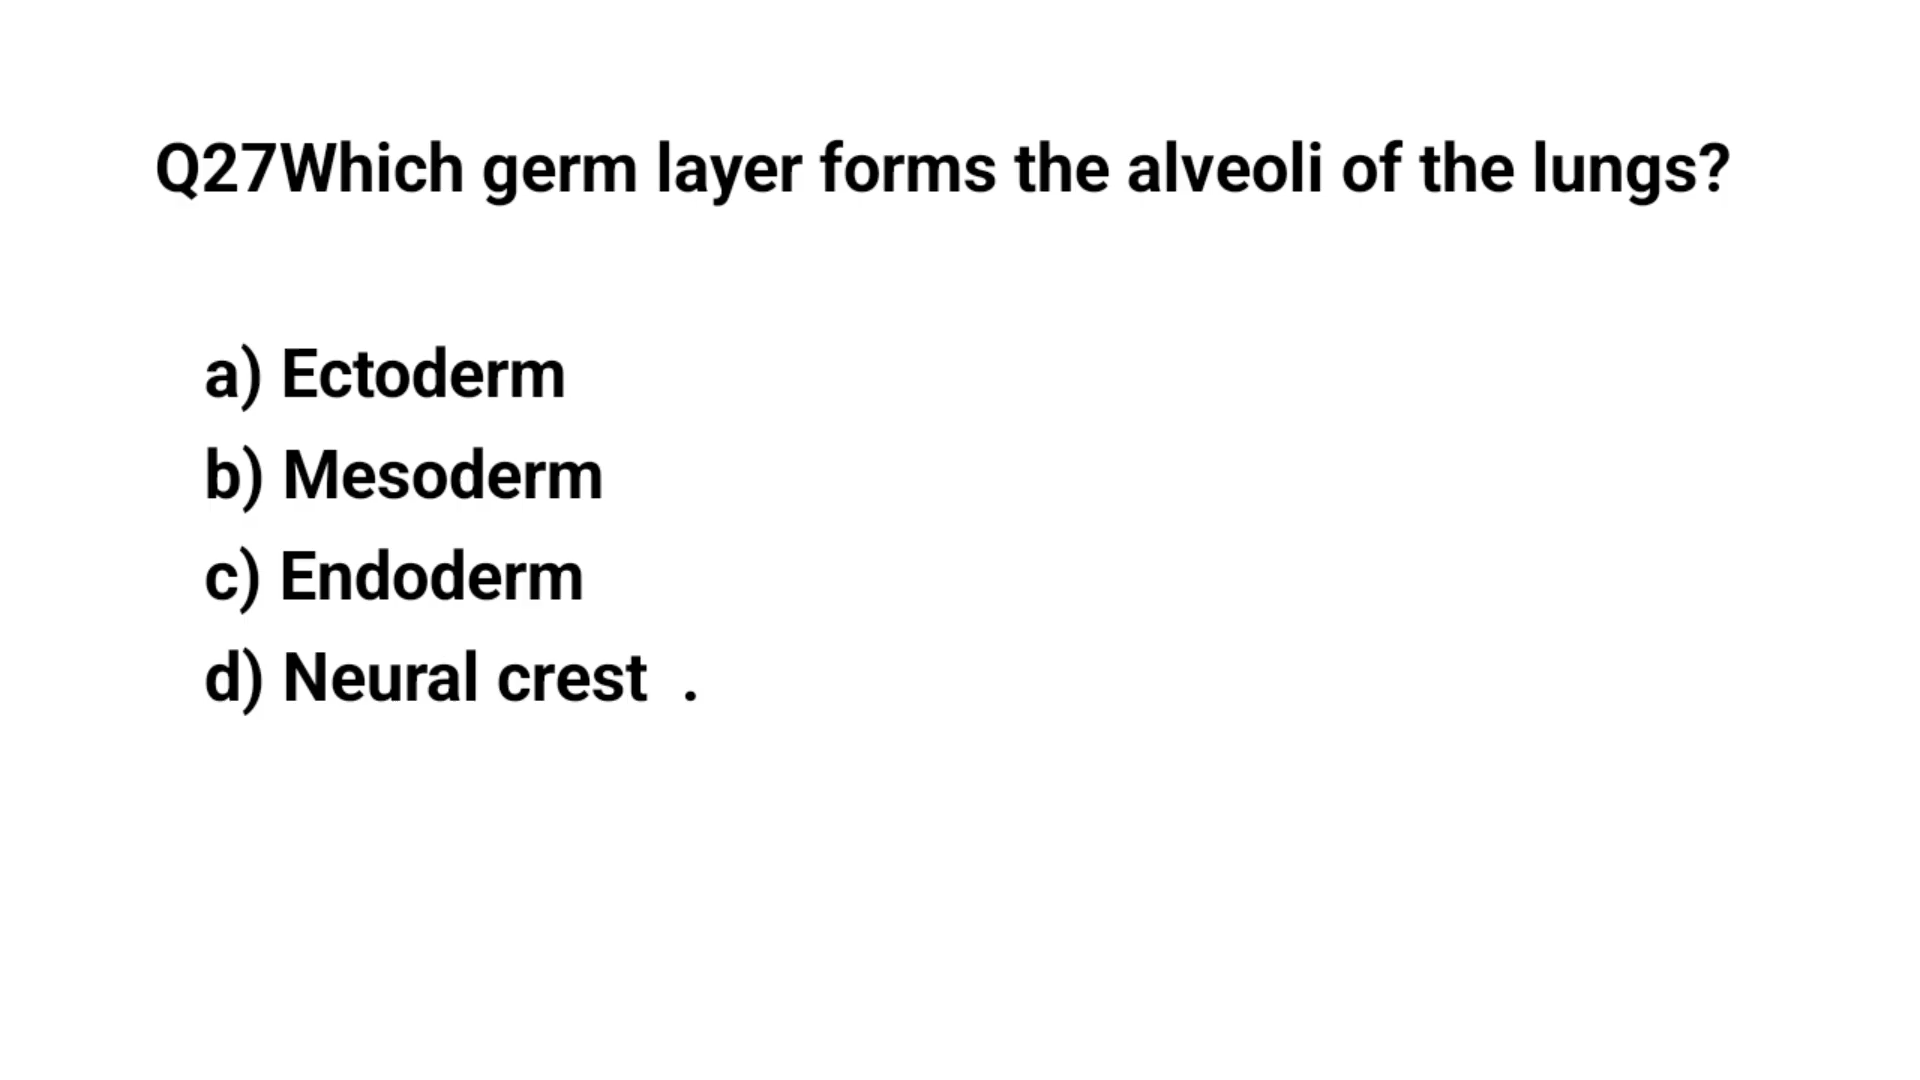 Q27Which germ layer forms the alveoli of the lungs?
a) Ectoderm
b) Mesoderm
c) Endoderm
d) Neural crest  .